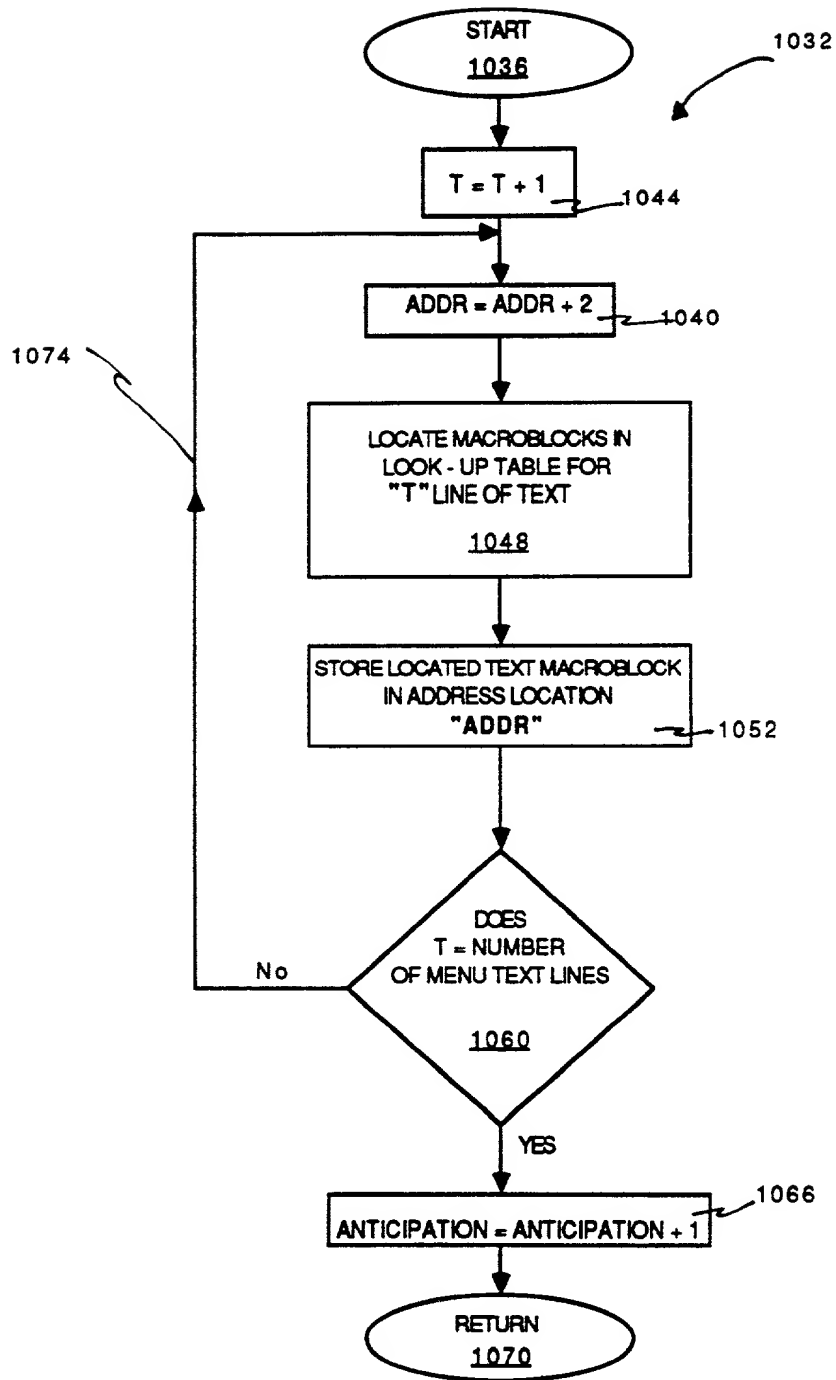 START
1036
1032
T = T + 1
1044
ADDR = ADDR + 2
1040
1074
LOCATE MACROBLOCKS IN
LOOK - UP TABLE FOR
"T" LINE OF TEXT
1048
STORE LOCATED TEXT MACROBLOCK
IN ADDRESS LOCATION
"ADDR"
1052
DOES
T = NUMBER
OF MENU TEXT LINES
1060
No
YES
1066
ANTICIPATION = ANTICIPATION + 1
RETURN
1070